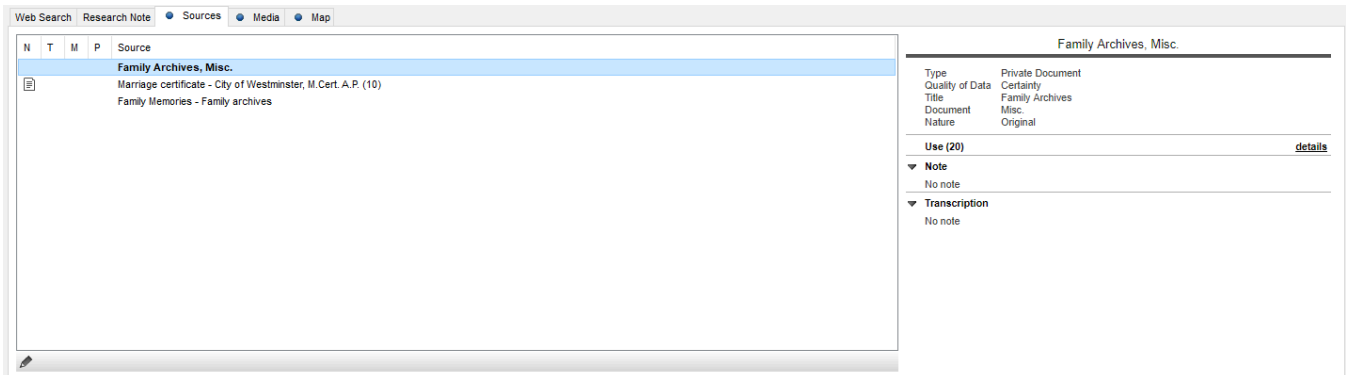 Web Search Research Note Sources Media Map
N T M P Source
Family Archives, Misc.
Marriage certificate - City of Westminster, M.Cert. A.P. (10)
Family Memories - Family archives
Family Archives, Misc.
Type Private Document
Quality of Data Certainty
Title Family Archives
Document Misc.
Nature Original
Use (20) details
Note
No note
Transcription
No note